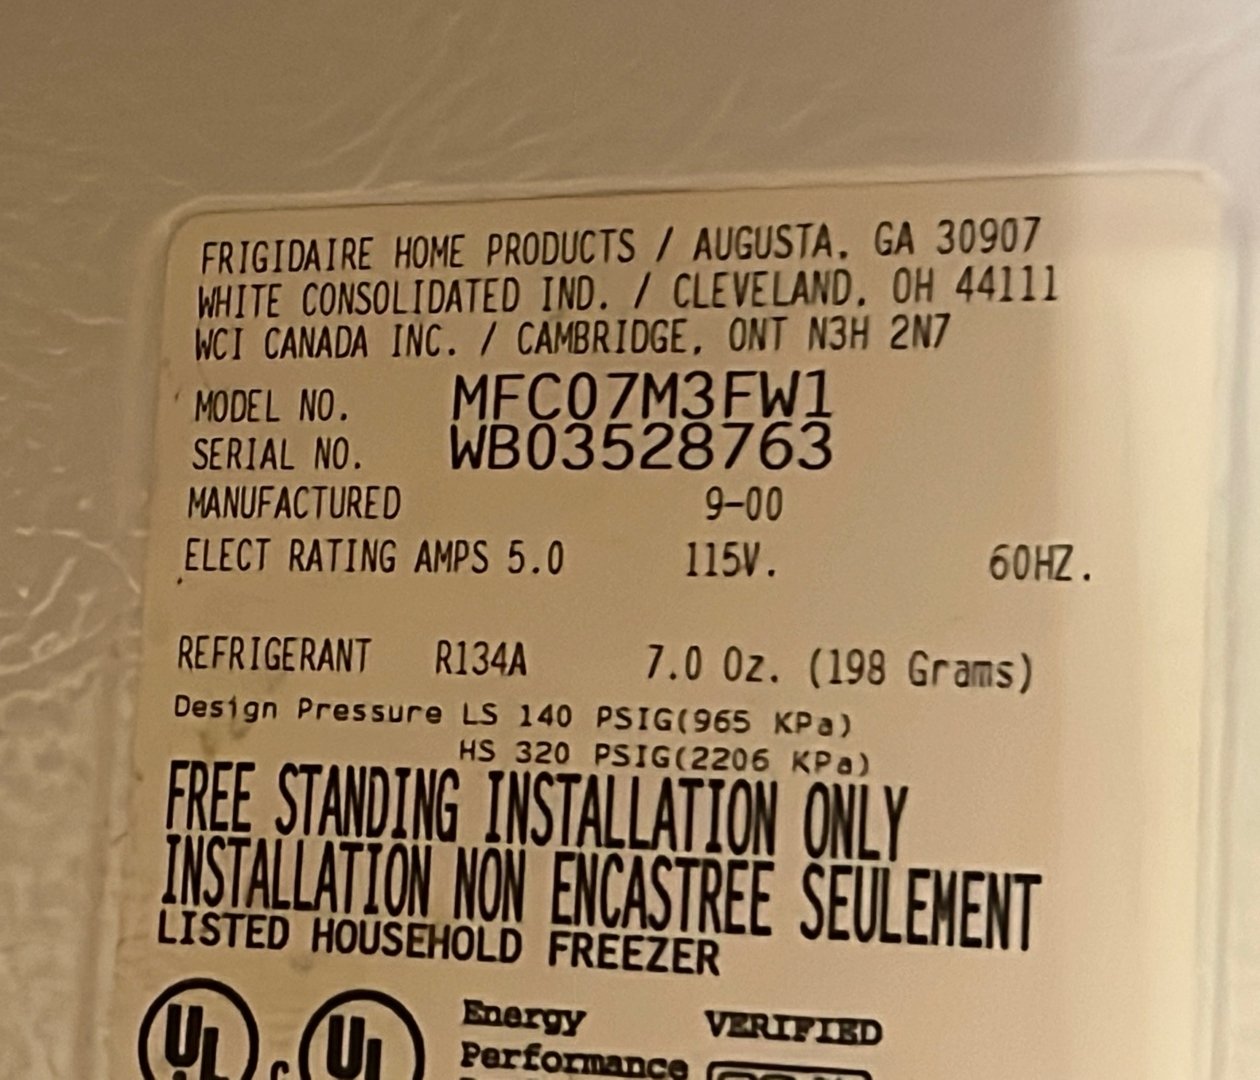 FRIGIDAIRE HOME PRODUCTS / AUGUSTA, GA 30907
WHITE CONSOLIDATED IND. / CLEVELAND, OH 44111
WCI CANADA INC. / CAMBRIDGE, ONT N3H 2N7
MODEL NO. MFC07M3FW1
SERIAL NO. WB03528763
MANUFACTURED 9-00
ELECT RATING AMPS 5.0 115V. 60HZ.
REFRIGERANT R134A 7.0 Oz. (198 Grams)
Design Pressure LS 140 PSIG(965 KPa)
HS 320 PSIG(2206 KPa)
FREE STANDING INSTALLATION ONLY
INSTALLATION NON ENCASTREE SEULEMENT
LISTED HOUSEHOLD FREEZER
UL c UL Energy VERIFIED
Performance